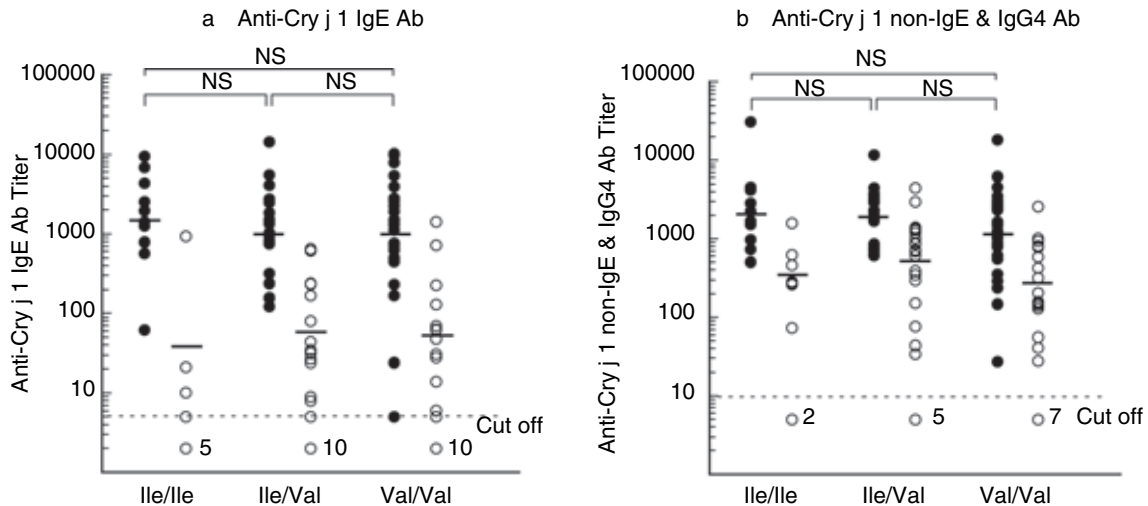 a Anti-Cry j 1 IgE Ab
NS
NS NS
Anti-Cry j 1 IgE Ab Titer
100000
10000
1000
100
10
Cut off
5 10 10
Ile/Ile Ile/Val Val/Val
b Anti-Cry j 1 non-IgE & IgG4 Ab
NS
NS NS
Anti-Cry j 1 non-IgE & IgG4 Ab Titer
100000
10000
1000
100
10
Cut off
2 5 7
Ile/Ile Ile/Val Val/Val